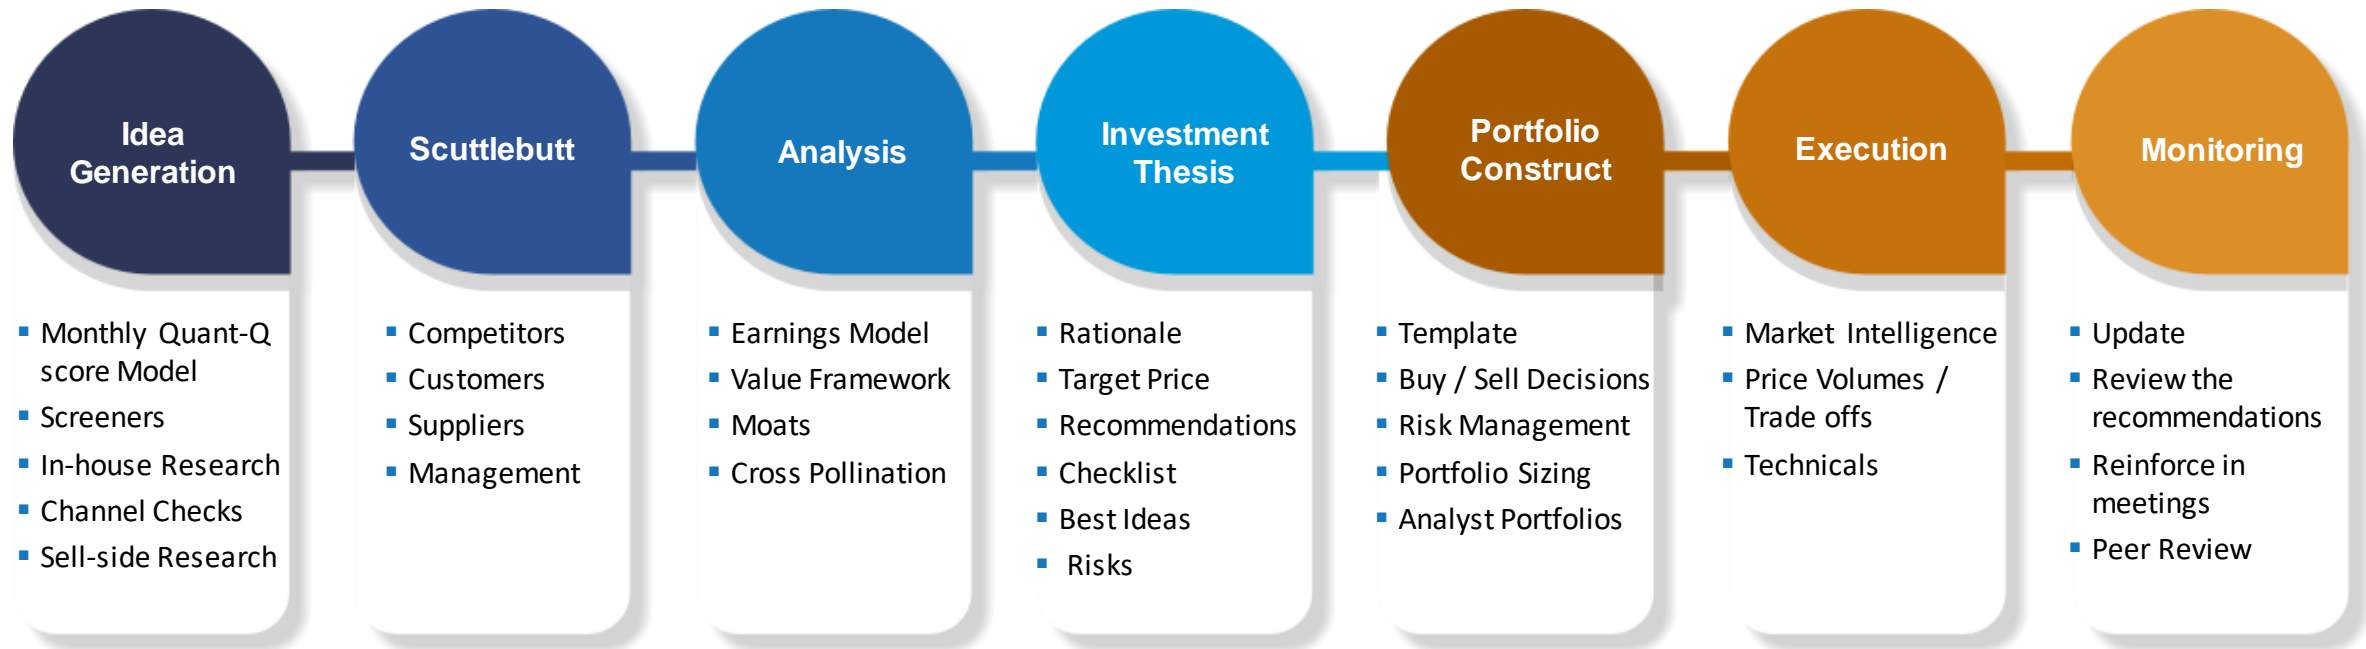 Idea
Generation
Monthly Quant-Q
score Model
Screeners
In-house Research
Channel Checks
Sell-side Research
Scuttlebutt
Competitors
Customers
Suppliers
Management
Analysis
Earnings Model
Value Framework
Moats
Cross Pollination
Investment
Thesis
Rationale
Target Price
Recommendations
Checklist
Best Ideas
Risks
Portfolio
Construct
Template
Buy / Sell Decisions
Risk Management
Portfolio Sizing
Analyst Portfolios
Execution
Market Intelligence
Price Volumes /
Trade offs
Technicals
Monitoring
Update
Review the
recommendations
Reinforce in
meetings
Peer Review